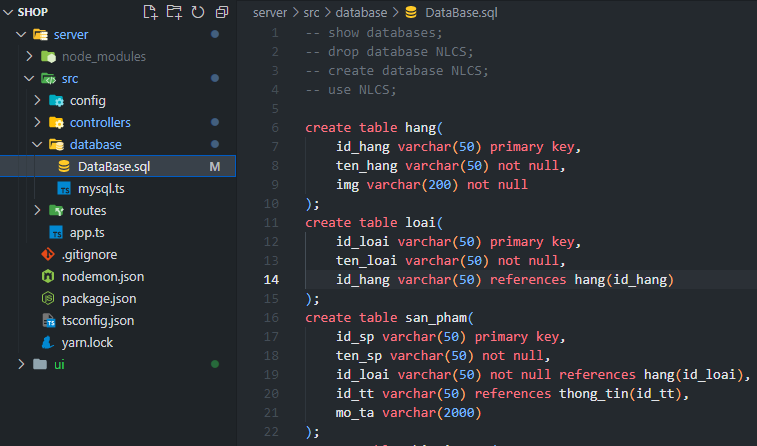 SHOP
server
node_modules
src
config
controllers
database
DataBase.sql M
mysql.ts
routes
app.ts
.gitignore
nodemon.json
package.json
tsconfig.json
yarn.lock
ui
server > src > database > DataBase.sql
1 -- show databases;
2 -- drop database NLCS;
3 -- create database NLCS;
4 -- use NLCS;
5
6 create table hang(
7 id_hang varchar(50) primary key,
8 ten_hang varchar(50) not null,
9 img varchar(200) not null
10 );
11 create table loai(
12 id_loai varchar(50) primary key,
13 ten_loai varchar(50) not null,
14 id_hang varchar(50) references hang(id_hang)
15 );
16 create table san_pham(
17 id_sp varchar(50) primary key,
18 ten_sp varchar(50) not null,
19 id_loai varchar(50) not null references hang(id_loai),
20 id_tt varchar(50) references thong_tin(id_tt),
21 mo_ta varchar(2000)
22 );